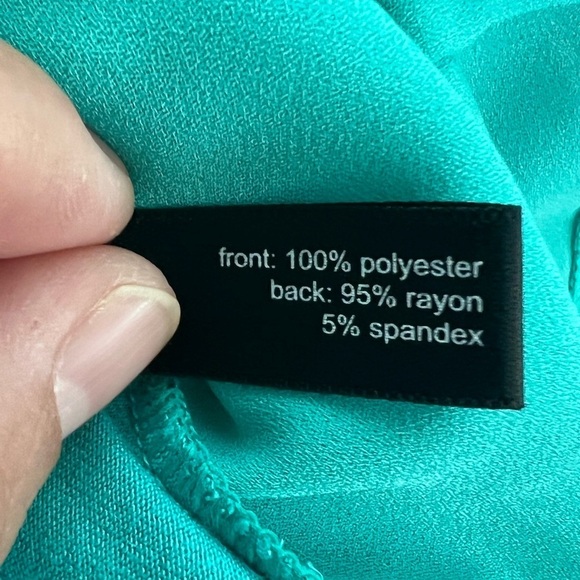 front: 100% polyester
back: 95% rayon
5% spandex